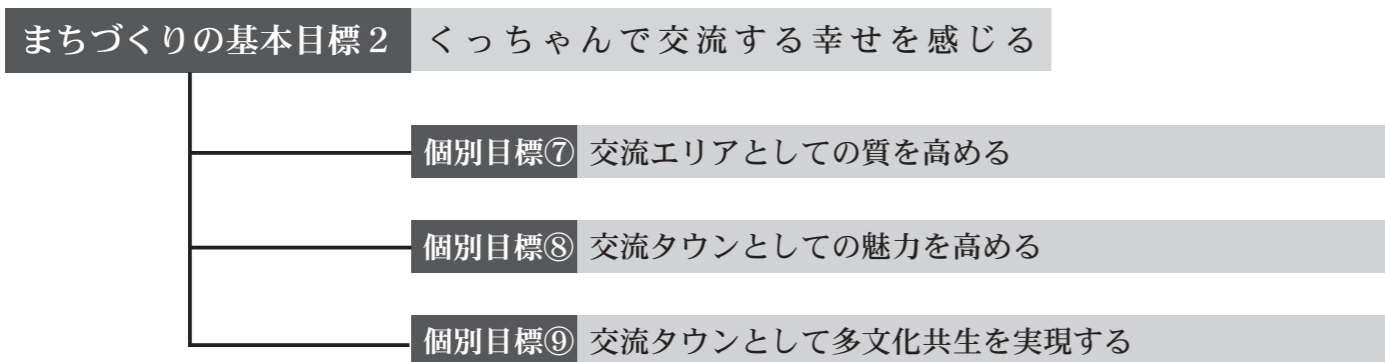 まちづくりの基本目標２ くっちゃんで交流する幸せを感じる
個別目標⑦ 交流エリアとしての質を高める
個別目標⑧ 交流タウンとしての魅力を高める
個別目標⑨ 交流タウンとして多文化共生を実現する